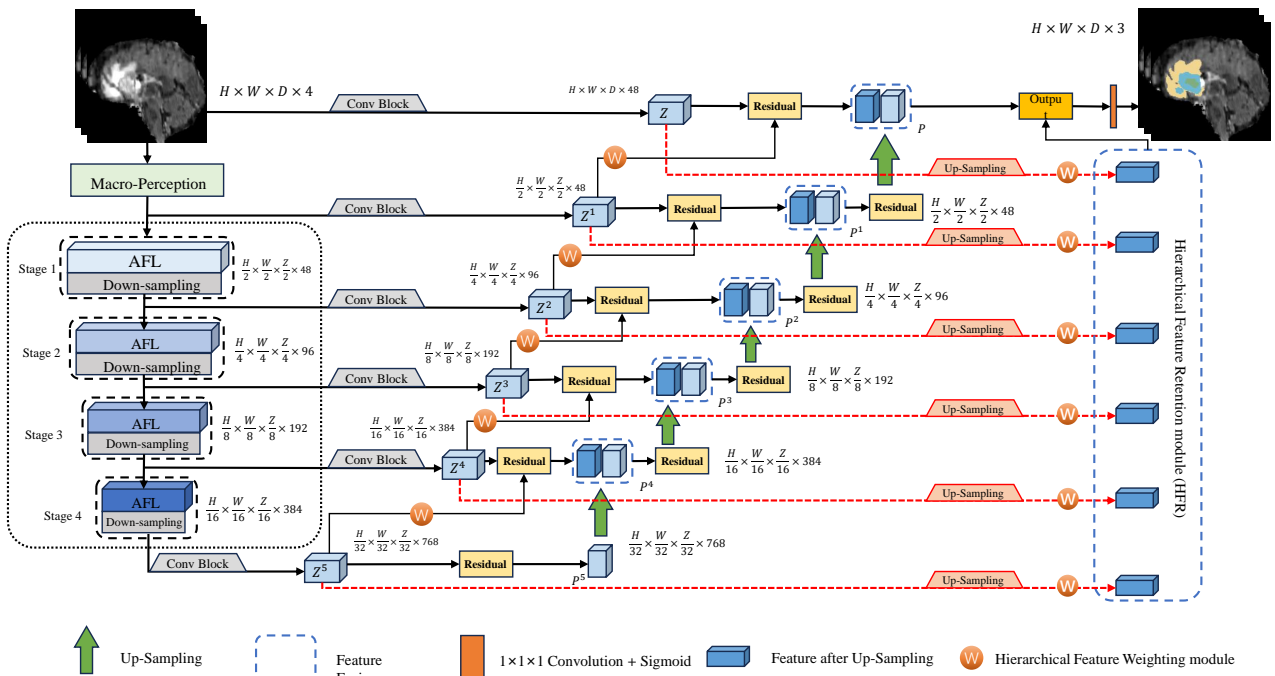 H × W × D × 3
H × W × D × 4
Conv Block
H × W × D × 48
Z
Residual
P
Outpu
t
Macro-Perception
W
Up-Sampling
W
H/2 × W/2 × Z/2 × 48
Conv Block
Z^1
Residual
P^1
Residual
H/2 × W/2 × Z/2 × 48
Up-Sampling
W
Stage 1
AFL
Down-sampling
H/2 × W/2 × Z/2 × 48
W
H/4 × W/4 × Z/4 × 96
Conv Block
Z^2
Residual
P^2
Residual
H/4 × W/4 × Z/4 × 96
Up-Sampling
W
Stage 2
AFL
Down-sampling
H/4 × W/4 × Z/4 × 96
W
H/8 × W/8 × Z/8 × 192
Conv Block
Z^3
Residual
P^3
Residual
H/8 × W/8 × Z/8 × 192
Up-Sampling
W
Stage 3
AFL
Down-sampling
H/8 × W/8 × Z/8 × 192
W
H/16 × W/16 × Z/16 × 384
Conv Block
Z^4
Residual
P^4
Residual
H/16 × W/16 × Z/16 × 384
Up-Sampling
W
Stage 4
AFL
Down-sampling
H/16 × W/16 × Z/16 × 384
W
H/32 × W/32 × Z/32 × 768
Conv Block
Z^5
Residual
P^5
H/32 × W/32 × Z/32 × 768
Up-Sampling
W
Hierarchical Feature Retention module (HFR)
Up-Sampling
Feature
1×1×1 Convolution + Sigmoid
Feature after Up-Sampling
W
Hierarchical Feature Weighting module